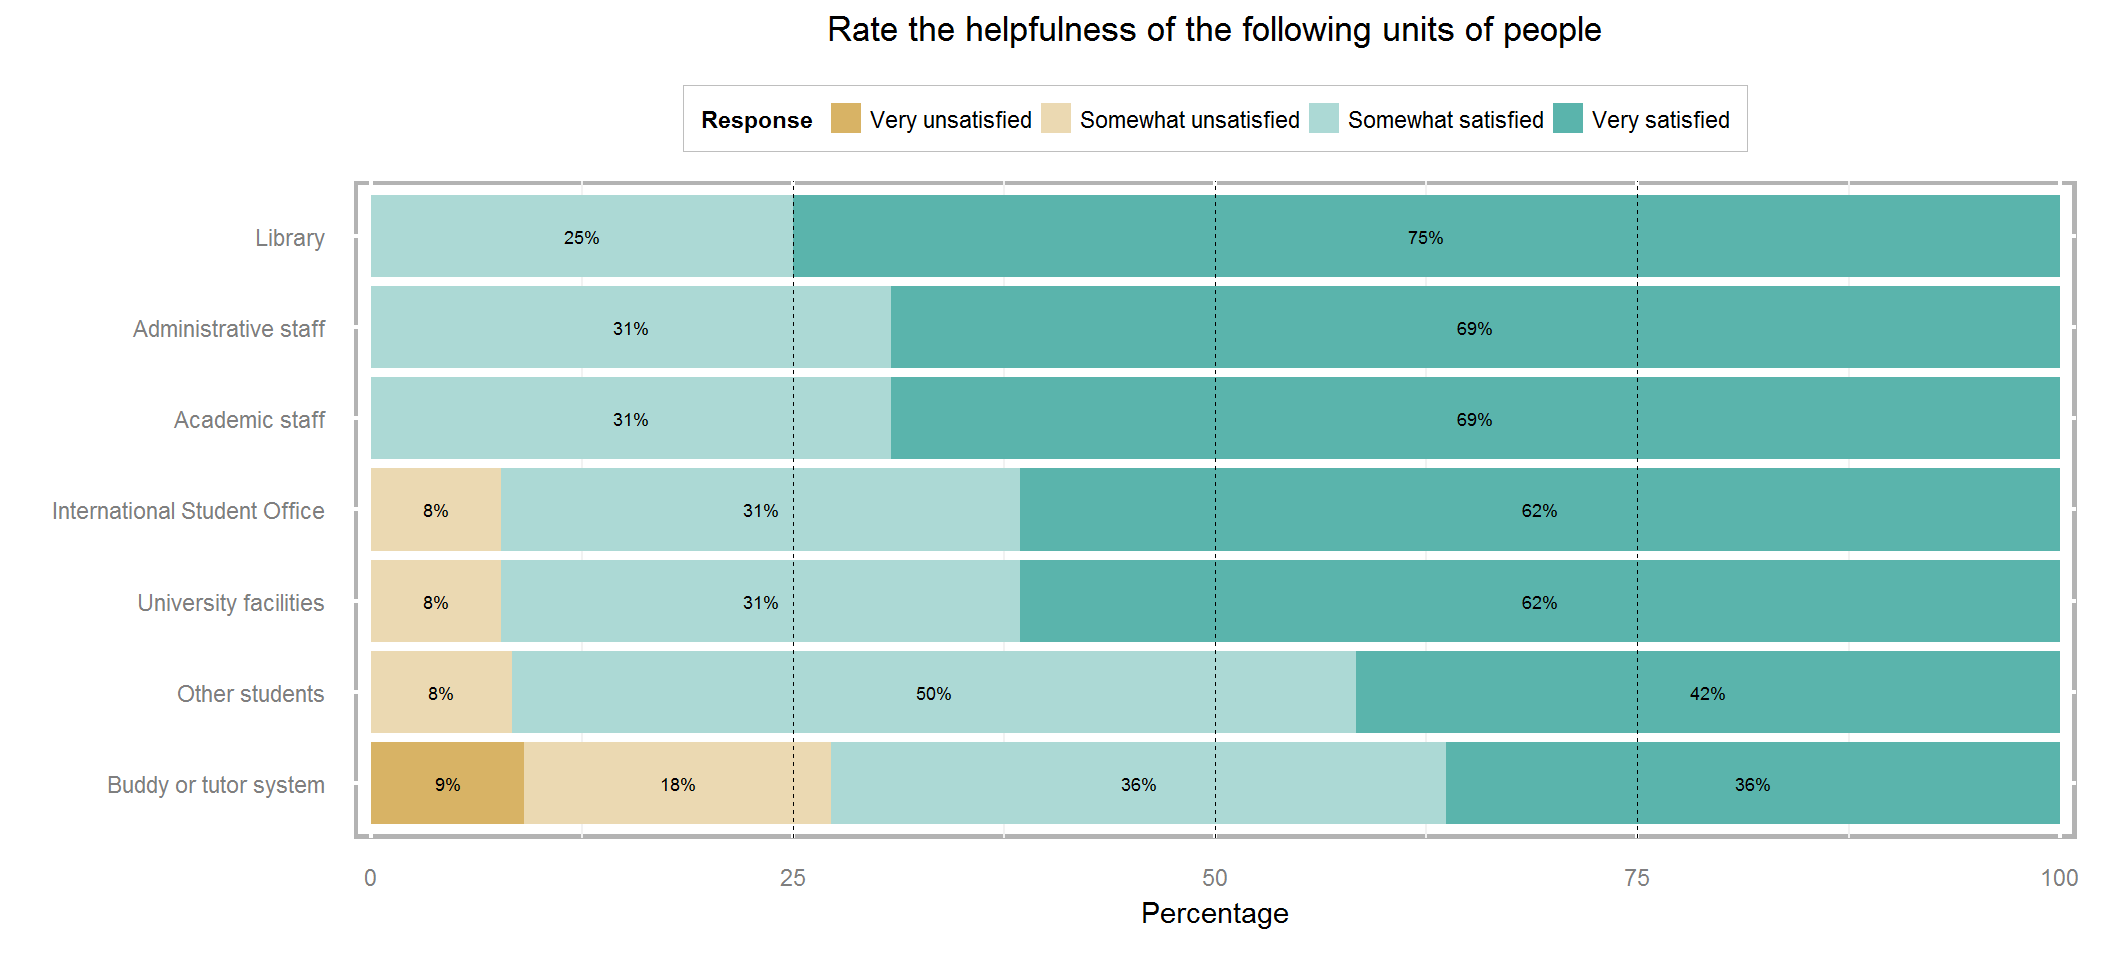 Rate the helpfulness of the following units of people
Response Very unsatisfied Somewhat unsatisfied Somewhat satisfied Very satisfied
Library 25% 75%
Administrative staff 31% 69%
Academic staff 31% 69%
International Student Office 8% 31% 62%
University facilities 8% 31% 62%
Other students 8% 50% 42%
Buddy or tutor system 9% 18% 36% 36%
0 25 50 75 100
Percentage